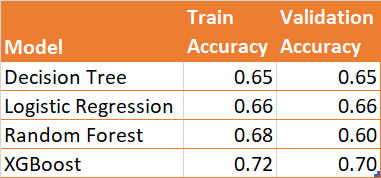 Model Train Accuracy Validation Accuracy
Decision Tree 0.65 0.65
Logistic Regression 0.66 0.66
Random Forest 0.68 0.60
XGBoost 0.72 0.70